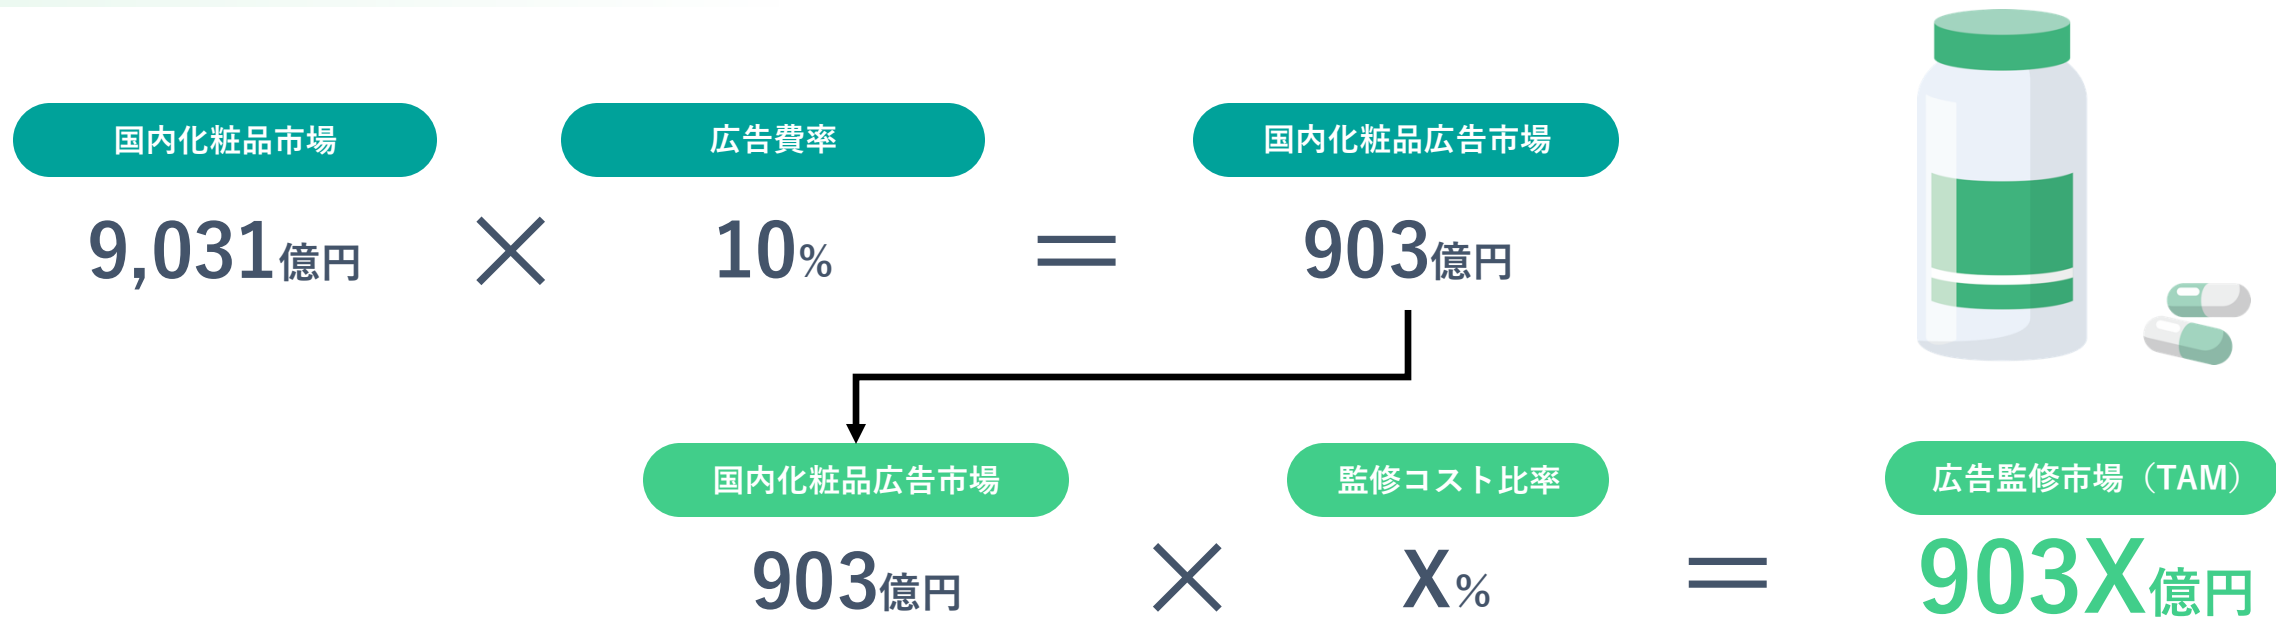 国内化粧品市場
広告費率
国内化粧品広告市場
9,031億円
×
10%
=
903億円
国内化粧品広告市場
監修コスト比率
広告監修市場（TAM）
903億円
×
X%
=
903X億円